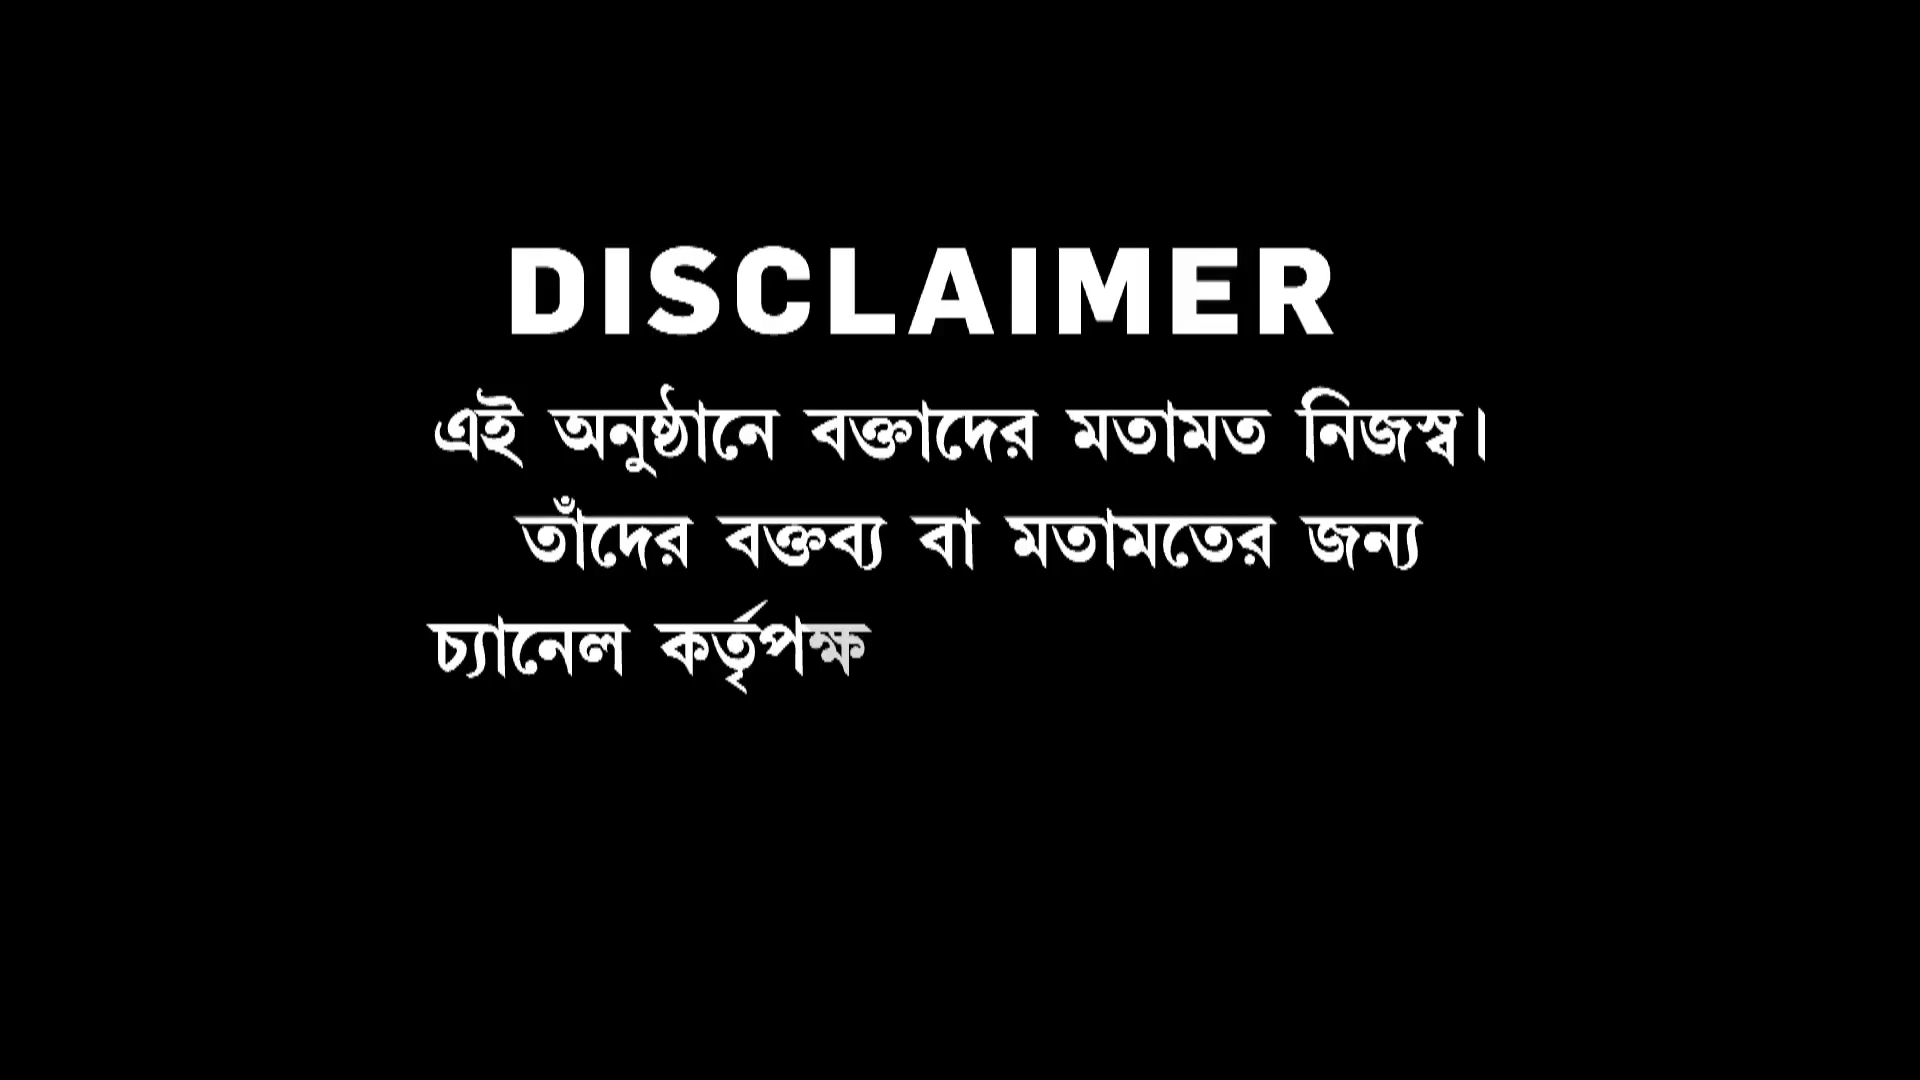 DISCLAIMER
এই অনুষ্ঠানে বক্তাদের মতামত নিজস্ব।
তাঁদের বক্তব্য বা মতামতের জন্য
চ্যানেল কর্তৃপক্ষ